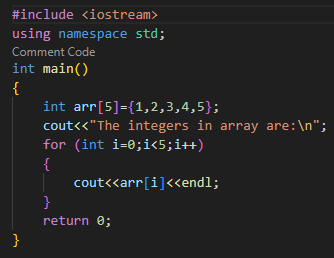 #include <iostream>
using namespace std;
Comment Code
int main()
{
    int arr[5]={1,2,3,4,5};
    cout<<"The integers in array are:\n";
    for (int i=0;i<5;i++)
    {
        cout<<arr[i]<<endl;
    }
    return 0;
}